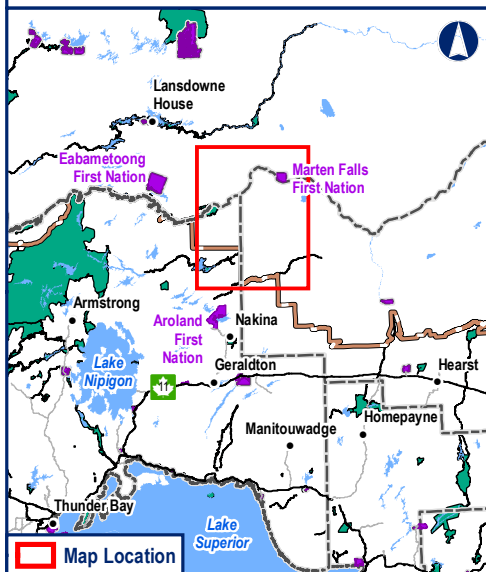 Lansdowne
House
Eabametoong
First Nation
Marten Falls
First Nation
Armstrong
Aroland
First
Nation
Nakina
Lake
Nipigon
11
Geraldton
Hearst
Manitouwadge
Homepayne
Thunder Bay
Lake
Superior
Map Location